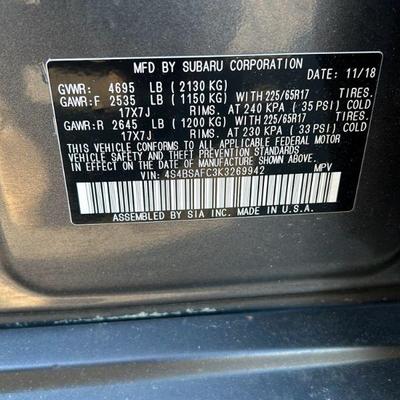 MFD BY SUBARU CORPORATION DATE: 11/18
GVWR: 4695 LB (2130 KG)
GAWR:F 2535 LB (1150 KG) WITH 225/65R17 TIRES.
17X7J RIMS. AT 240 KPA (35 PSI) COLD
GAWR:R 2645 LB (1200 KG) WITH 225/65R17 TIRES.
17X7J RIMS. AT 230 KPA (33 PSI) COLD
THIS VEHICLE CONFORMS TO ALL APPLICABLE FEDERAL MOTOR
VEHICLE SAFETY, BUMPER, AND THEFT PREVENTION STANDARDS
IN EFFECT ON THE DATE OF MANUFACTURE SHOWN ABOVE.
VIN: 4S4BSAFC3K3269942 MPV
ASSEMBLED BY SIA INC. MADE IN U.S.A.